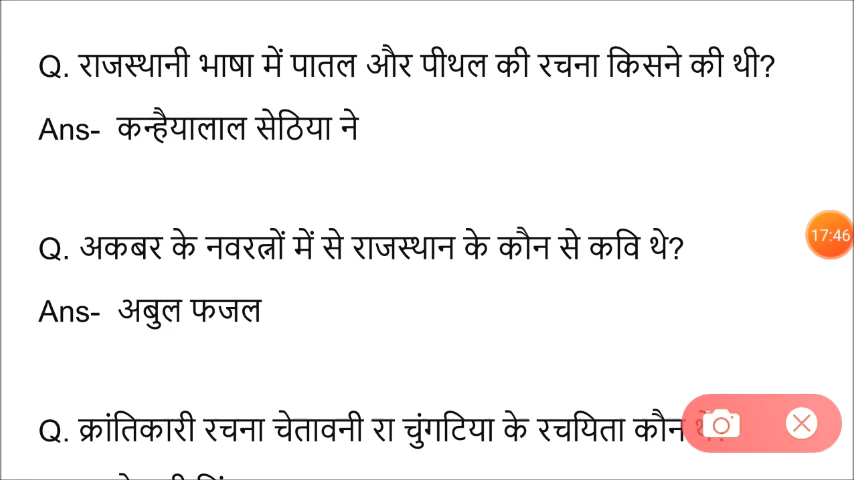 Q. राजस्थानी भाषा में पातल और पीथल की रचना किसने की थी?
Ans- कन्हैयालाल सेठिया ने
Q. अकबर के नवरत्नों में से राजस्थान के कौन से कवि थे?
17:46
Ans- अबुल फजल
Q. क्रांतिकारी रचना चेतावनी रा चुंगटिया के रचयिता कौन